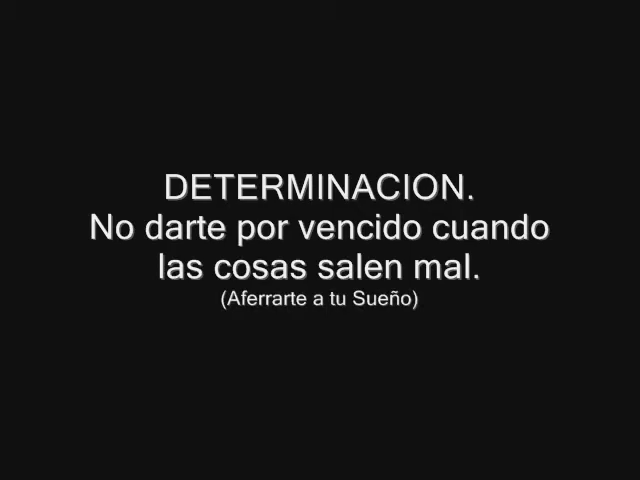 DETERMINACION.
No darte por vencido cuando
las cosas salen mal.
(Aferrarte a tu Sueño)